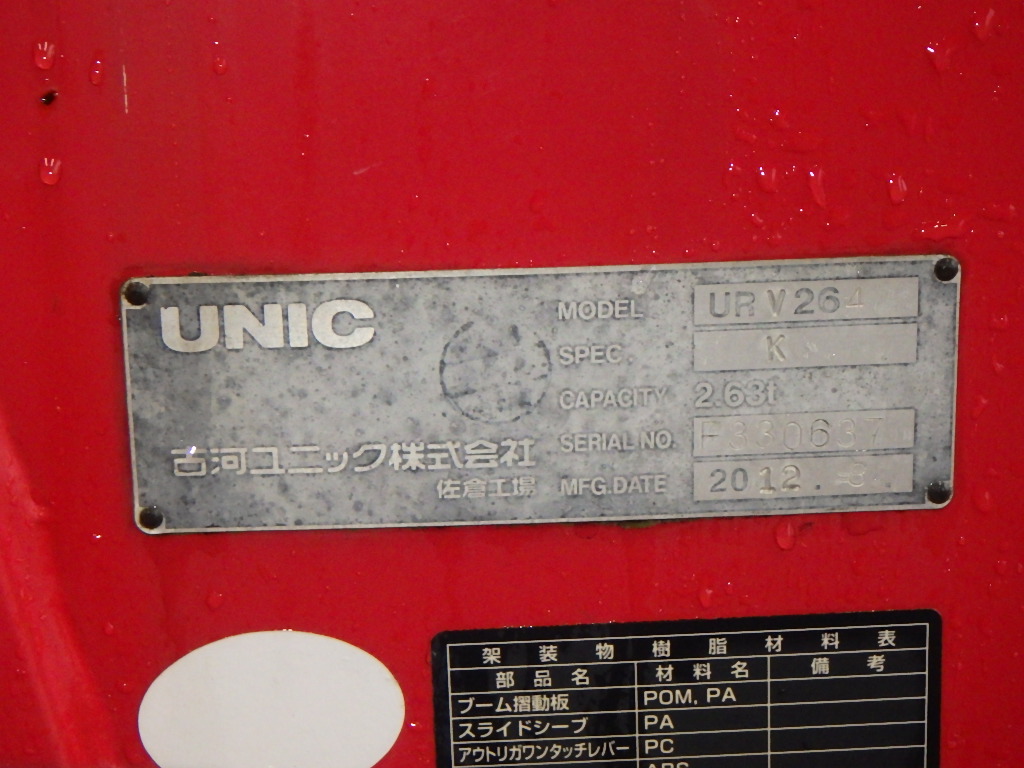 UNIC
MODEL URV264
SPEC. K
CAPACITY 2.63t
SERIAL NO. F330637
MFG.DATE 2012.-3.
古河ユニック株式会社
佐倉工場
架装物樹脂材料表
部品名 材料名 備考
ブーム摺動板 POM, PA
スライドシーブ PA
アウトリガワンタッチレバー PC
ABS